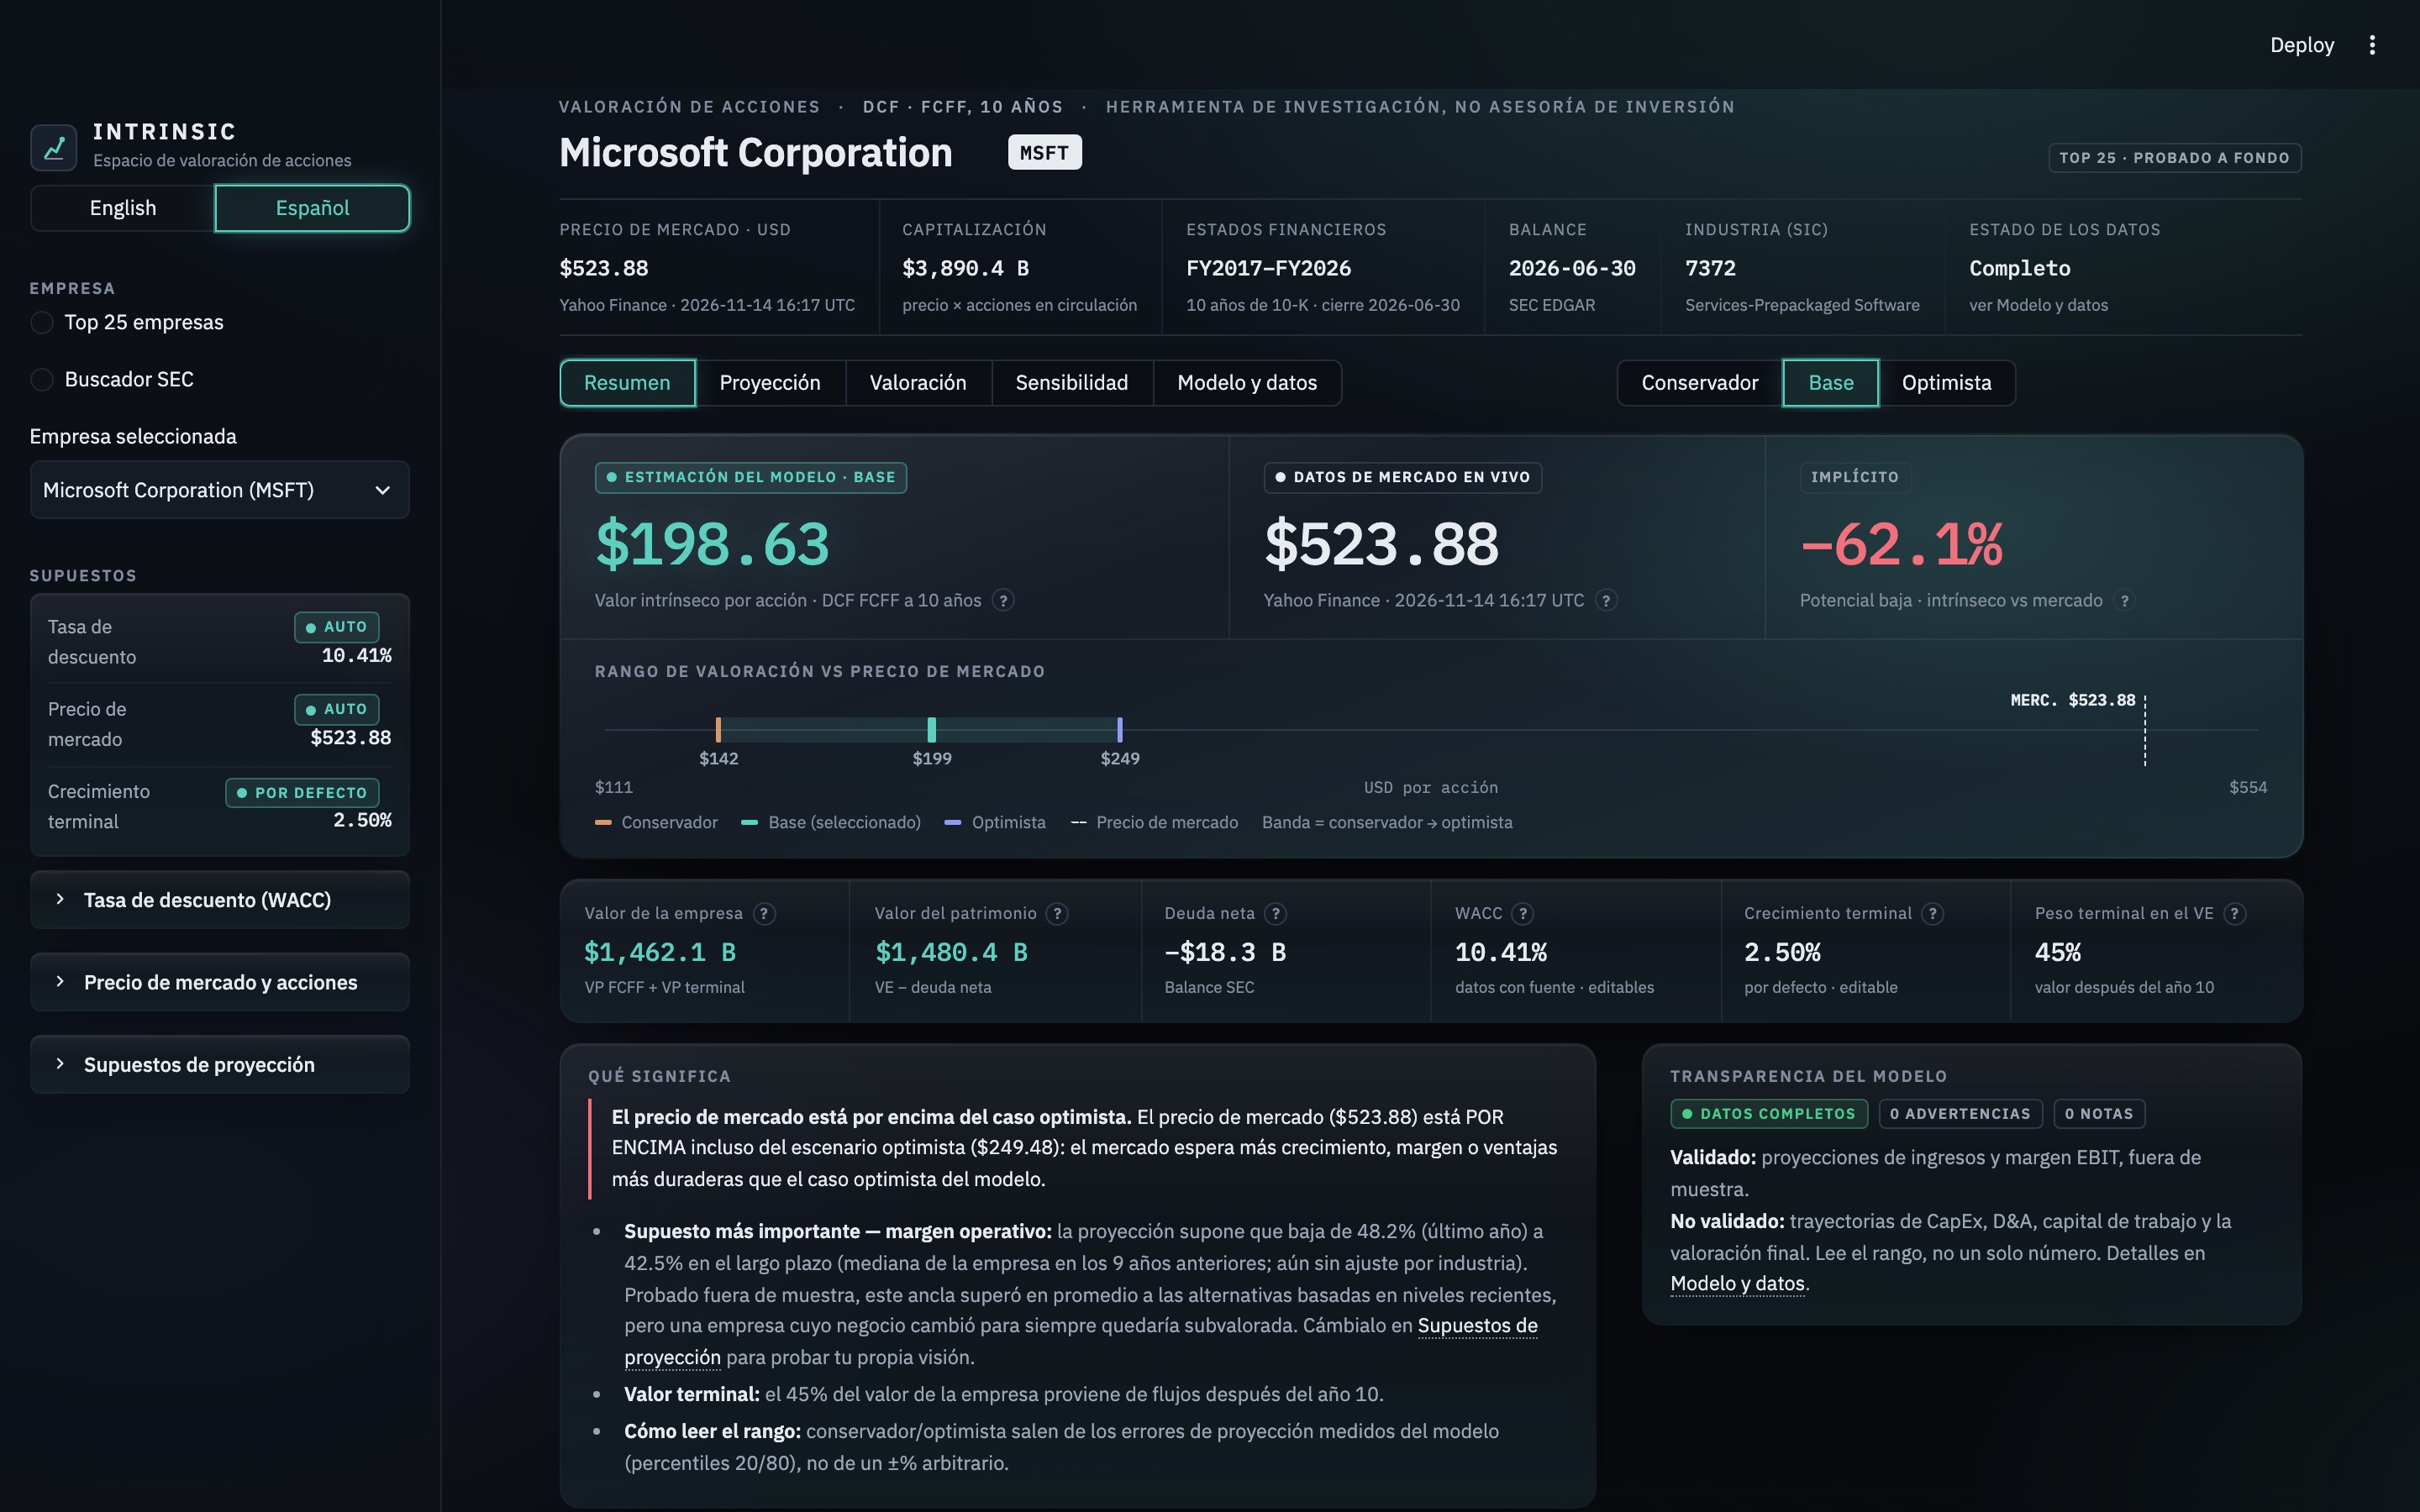 Deploy
INTRINSIC
Espacio de valoración de acciones
English
Español
EMPRESA
Top 25 empresas
Buscador SEC
Empresa seleccionada
Microsoft Corporation (MSFT)
SUPUESTOS
Tasa de descuento
AUTO
10.41%
Precio de mercado
AUTO
$523.88
Crecimiento terminal
POR DEFECTO
2.50%
Tasa de descuento (WACC)
Precio de mercado y acciones
Supuestos de proyección
VALORACIÓN DE ACCIONES · DCF · FCFF, 10 AÑOS · HERRAMIENTA DE INVESTIGACIÓN, NO ASESORÍA DE INVERSIÓN
Microsoft Corporation MSFT
TOP 25 · PROBADO A FONDO
PRECIO DE MERCADO · USD
$523.88
Yahoo Finance · 2026-11-14 16:17 UTC
CAPITALIZACIÓN
$3,890.4 B
precio × acciones en circulación
ESTADOS FINANCIEROS
FY2017–FY2026
10 años de 10-K · cierre 2026-06-30
BALANCE
2026-06-30
SEC EDGAR
INDUSTRIA (SIC)
7372
Services-Prepackaged Software
ESTADO DE LOS DATOS
Completo
ver Modelo y datos
Resumen
Proyección
Valoración
Sensibilidad
Modelo y datos
Conservador
Base
Optimista
ESTIMACIÓN DEL MODELO · BASE
$198.63
Valor intrínseco por acción · DCF FCFF a 10 años ?
DATOS DE MERCADO EN VIVO
$523.88
Yahoo Finance · 2026-11-14 16:17 UTC ?
IMPLÍCITO
−62.1%
Potencial baja · intrínseco vs mercado ?
RANGO DE VALORACIÓN VS PRECIO DE MERCADO
MERC. $523.88
$142
$199
$249
$111
USD por acción
$554
Conservador
Base (seleccionado)
Optimista
Precio de mercado
Banda = conservador → optimista
Valor de la empresa ?
$1,462.1 B
VP FCFF + VP terminal
Valor del patrimonio ?
$1,480.4 B
VE − deuda neta
Deuda neta ?
−$18.3 B
Balance SEC
WACC ?
10.41%
datos con fuente · editables
Crecimiento terminal ?
2.50%
por defecto · editable
Peso terminal en el VE ?
45%
valor después del año 10
QUÉ SIGNIFICA
El precio de mercado está por encima del caso optimista. El precio de mercado ($523.88) está POR
ENCIMA incluso del escenario optimista ($249.48): el mercado espera más crecimiento, margen o ventajas
más duraderas que el caso optimista del modelo.
• Supuesto más importante — margen operativo: la proyección supone que baja de 48.2% (último año) a
42.5% en el largo plazo (mediana de la empresa en los 9 años anteriores; aún sin ajuste por industria).
Probado fuera de muestra, este ancla superó en promedio a las alternativas basadas en niveles recientes,
pero una empresa cuyo negocio cambió para siempre quedaría subvalorada. Cámbialo en Supuestos de
proyección para probar tu propia visión.
• Valor terminal: el 45% del valor de la empresa proviene de flujos después del año 10.
• Cómo leer el rango: conservador/optimista salen de los errores de proyección medidos del modelo
(percentiles 20/80), no de un ±% arbitrario.
TRANSPARENCIA DEL MODELO
DATOS COMPLETOS
0 ADVERTENCIAS
0 NOTAS
Validado: proyecciones de ingresos y margen EBIT, fuera de
muestra.
No validado: trayectorias de CapEx, D&A, capital de trabajo y la
valoración final. Lee el rango, no un solo número. Detalles en
Modelo y datos.